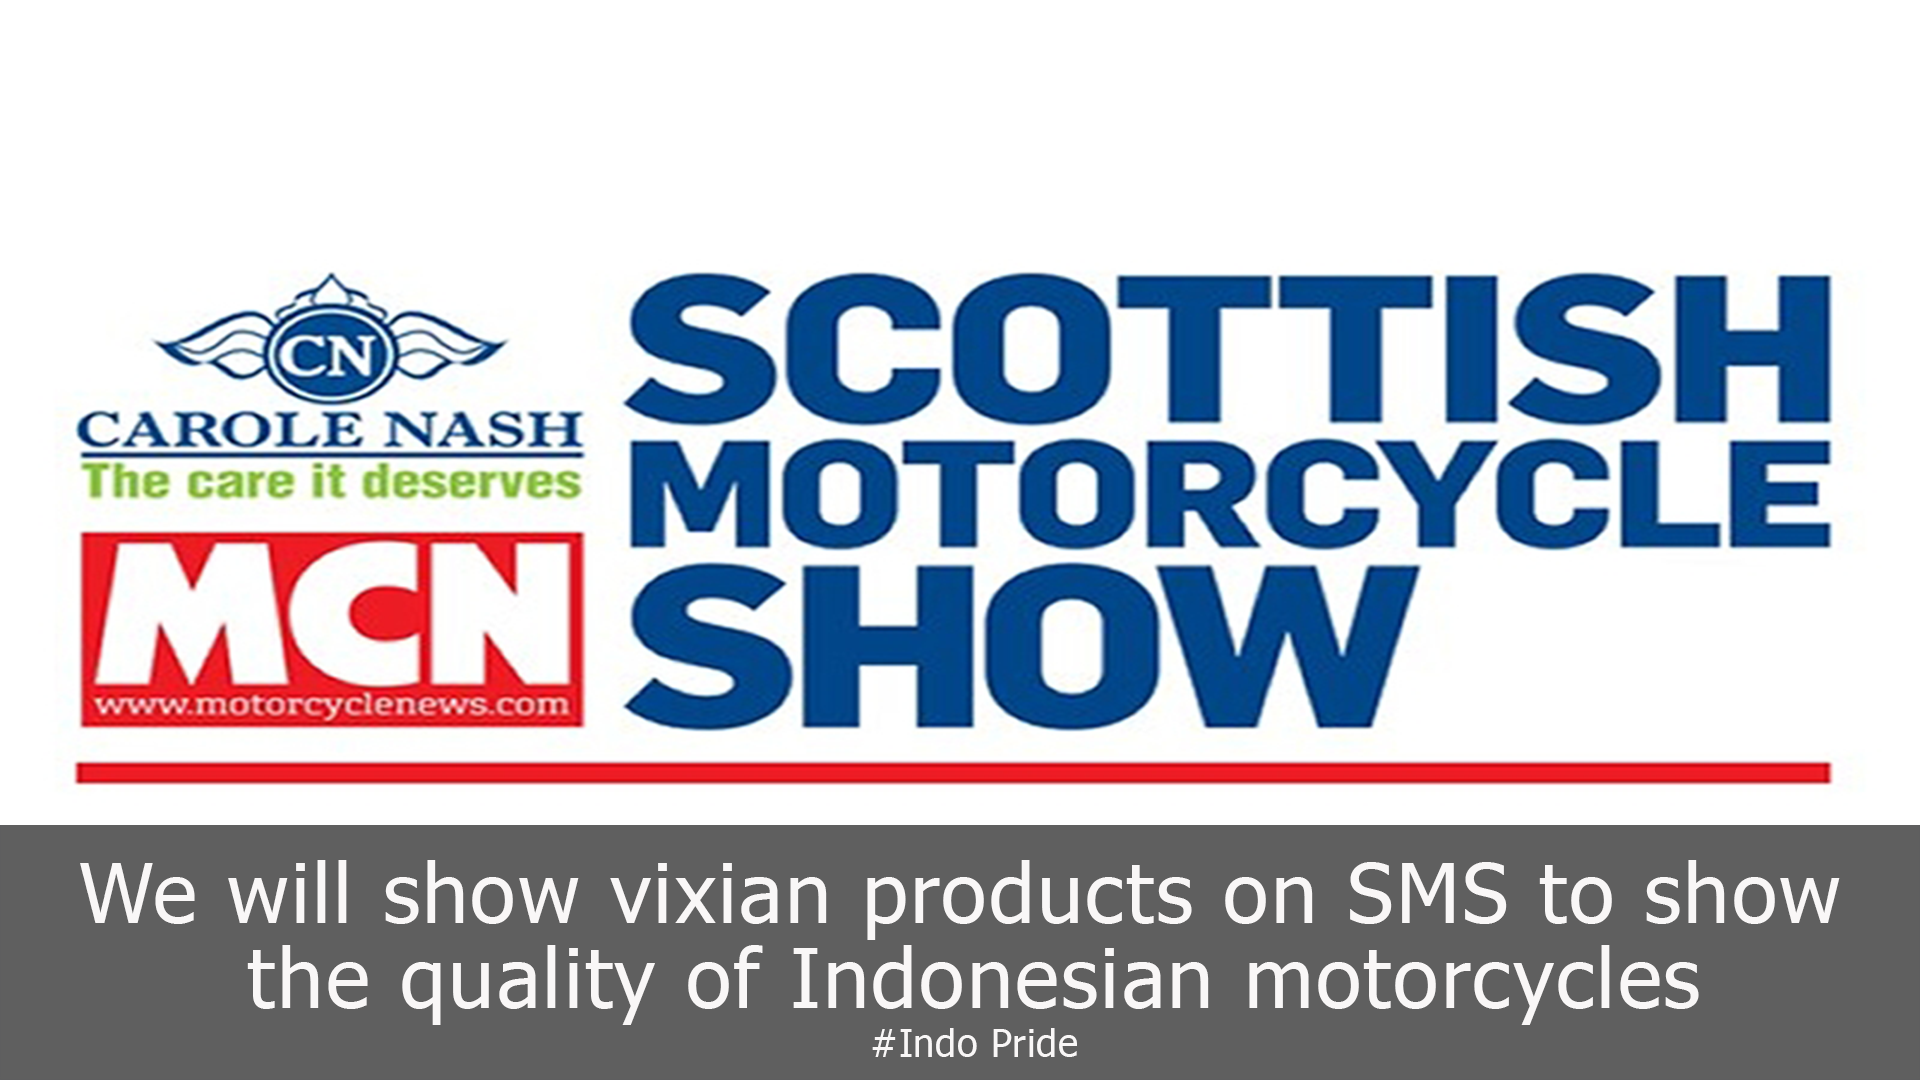 CN
CAROLE NASH
The care it deserves
MCN
www.motorcyclenews.com
SCOTTISH
MOTORCYCLE
SHOW
We will show vixian products on SMS to show
the quality of Indonesian motorcycles
#Indo Pride